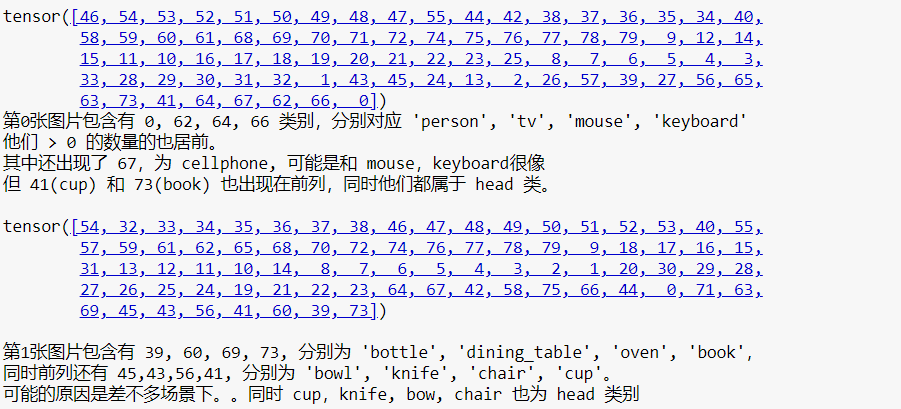 tensor([46, 54, 53, 52, 51, 50, 49, 48, 47, 55, 44, 42, 38, 37, 36, 35, 34, 40,
58, 59, 60, 61, 68, 69, 70, 71, 72, 74, 75, 76, 77, 78, 79,  9, 12, 14,
15, 11, 10, 16, 17, 18, 19, 20, 21, 22, 23, 25,  8,  7,  6,  5,  4,  3,
33, 28, 29, 30, 31, 32,  1, 43, 45, 24, 13,  2, 26, 57, 39, 27, 56, 65,
63, 73, 41, 64, 67, 62, 66,  0])
第0张图片包含有 0, 62, 64, 66 类别，分别对应 'person', 'tv', 'mouse', 'keyboard'
他们 > 0 的数量的也居前。
其中还出现了 67，为 cellphone, 可能是和 mouse，keyboard很像
但 41(cup) 和 73(book) 也出现在前列，同时他们都属于 head 类。
tensor([54, 32, 33, 34, 35, 36, 37, 38, 46, 47, 48, 49, 50, 51, 52, 53, 40, 55,
57, 59, 61, 62, 65, 68, 70, 72, 74, 76, 77, 78, 79,  9, 18, 17, 16, 15,
31, 13, 12, 11, 10, 14,  8,  7,  6,  5,  4,  3,  2,  1, 20, 30, 29, 28,
27, 26, 25, 24, 19, 21, 22, 23, 64, 67, 42, 58, 75, 66, 44,  0, 71, 63,
69, 45, 43, 56, 41, 60, 39, 73])
第1张图片包含有 39, 60, 69, 73, 分别为 'bottle', 'dining_table', 'oven', 'book',
同时前列还有 45,43,56,41, 分别为 'bowl', 'knife', 'chair', 'cup'。
可能的原因是差不多场景下。。同时 cup, knife, bow, chair 也为 head 类别